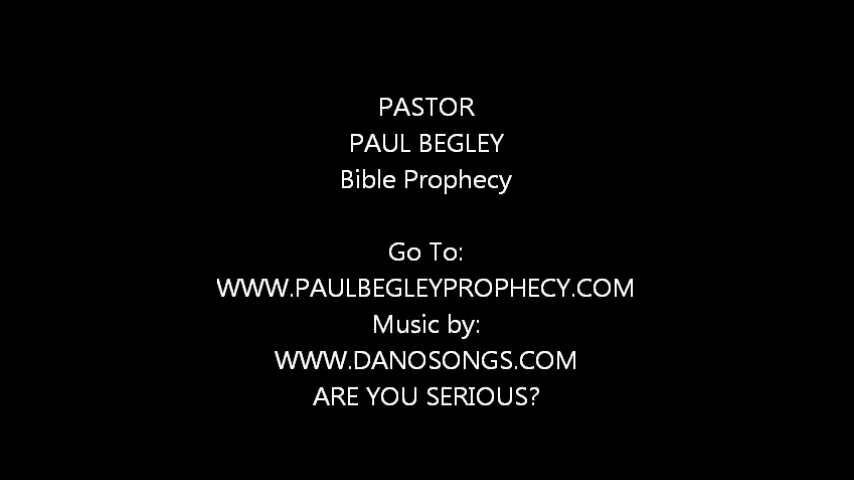 PASTOR
PAUL BEGLEY
Bible Prophecy
Go To:
WWW.PAULBEGLEYPROPHECY.COM
Music by:
WWW.DANOSONGS.COM
ARE YOU SERIOUS?